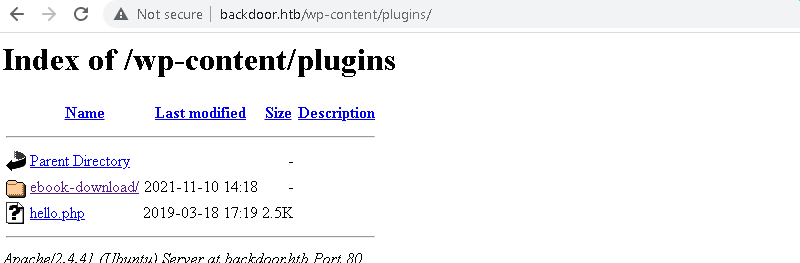 Not secure | backdoor.htb/wp-content/plugins/
Index of /wp-content/plugins
Name Last modified Size Description
Parent Directory -
ebook-download/ 2021-11-10 14:18 -
hello.php 2019-03-18 17:19 2.5K
Apache/2.4.41 (Ubuntu) Server at backdoor.htb Port 80